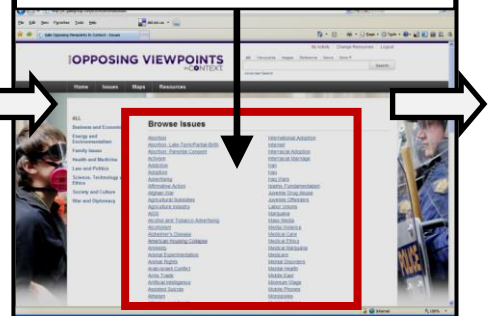 File Edit View Favorites Tools Help
OPPOSING VIEWPOINTS
IN CONTEXT
Search
Home Issues Maps Resources
ALL
Business and Economics
Energy and
Environmentalism
Family Issues
Health and Medicine
Law and Politics
Science, Technology
Ethics
Society and Culture
War and Diplomacy
Browse Issues
Abortion
Abortion, Late-Term/Partial-Birth
Abortion, Parental Consent
Activism
Addiction
Adoption
Advertising
Affirmative Action
Afghan War
Agricultural Subsidies
Agriculture Industry
AIDS
Alcohol and Tobacco Advertising
Alcoholism
Alzheimer's Disease
American Housing Collapse
Amnesty
Animal Experimentation
Animal Rights
Arab-Israeli Conflict
Arms Trade
Artificial Intelligence
Assisted Suicide
Atheism
International Adoption
Internet
Interracial Adoption
Interracial Marriage
Iran
Iraq
Iraq Wars
Islamic Fundamentalism
Juvenile Drug Abuse
Juvenile Offenders
Labor Unions
Marijuana
Mass Media
Media Violence
Medical Care
Medical Ethics
Medical Marijuana
Medicare
Mental Disorders
Mental Health
Middle East
Minimum Wage
Mobile Phones
Monopolies